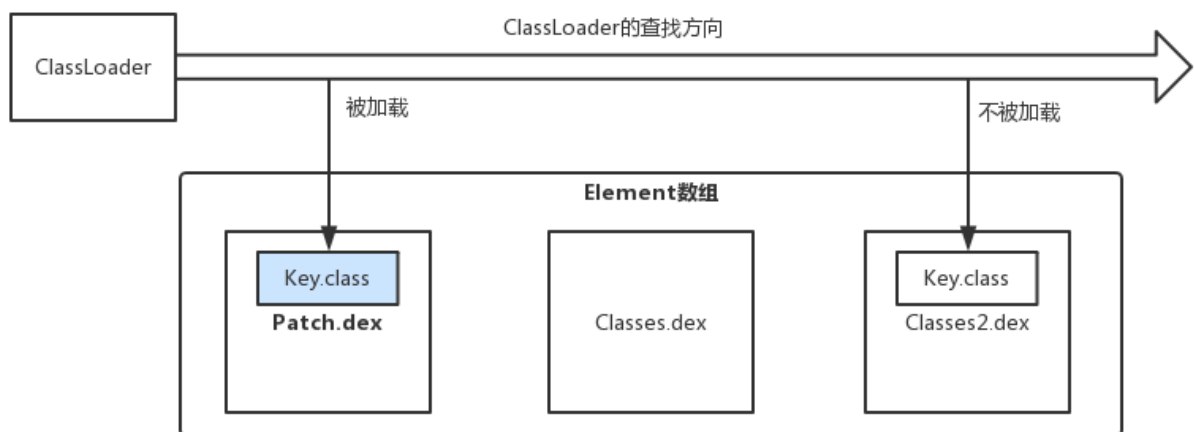 ClassLoader的查找方向
ClassLoader
被加载
不被加载
Element数组
Key.class
Patch.dex
Classes.dex
Key.class
Classes2.dex